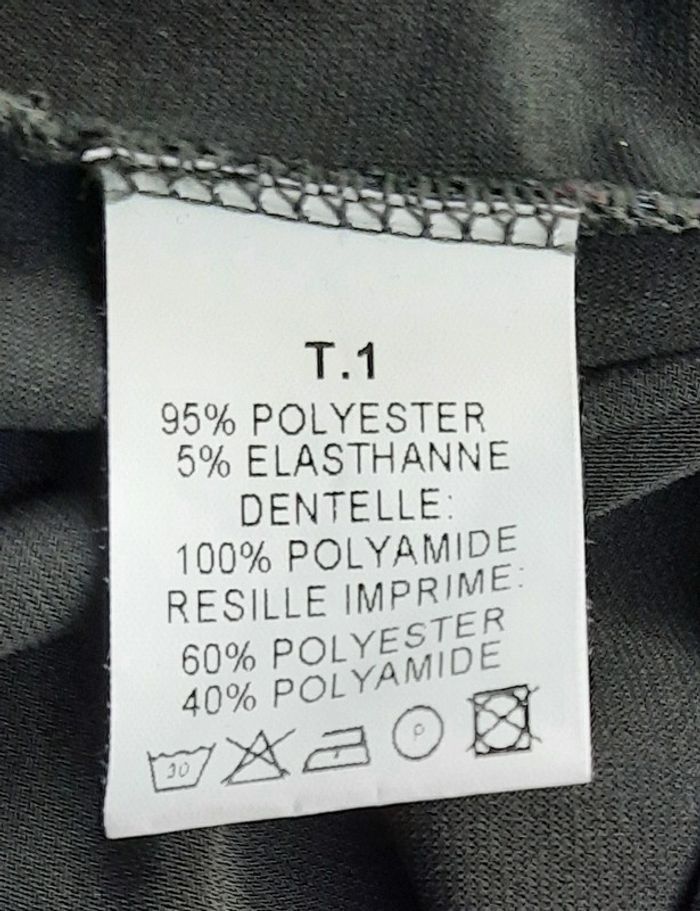 T.1
95% POLYESTER
5% ELASTHANNE
DENTELLE:
100% POLYAMIDE
RESILLE IMPRIME:
60% POLYESTER
40% POLYAMIDE
30 P